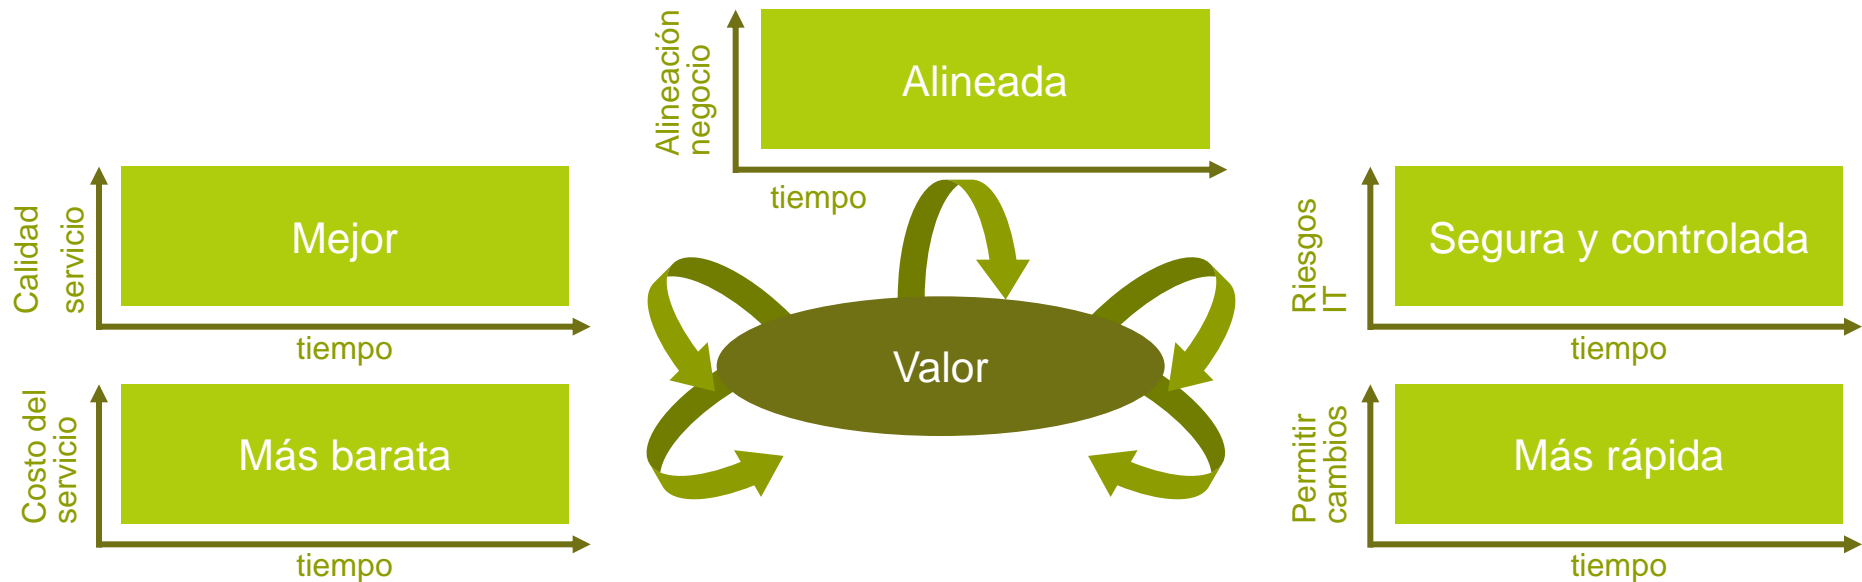 Alineación
negocio
Alineada
tiempo
Calidad
servicio
Mejor
tiempo
Riesgos
IT
Segura y controlada
tiempo
Valor
Costo del
servicio
Más barata
tiempo
Permitir
cambios
Más rápida
tiempo